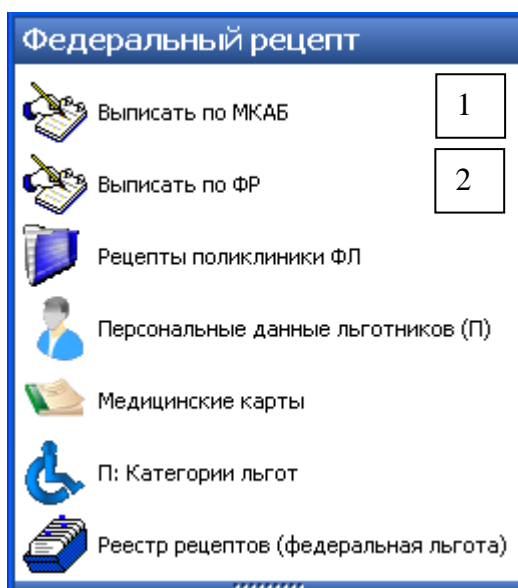 Федеральный рецепт
Выписать по МКАБ 1
Выписать по ФР 2
Рецепты поликлиники ФЛ
Персональные данные льготников (П)
Медицинские карты
П: Категории льгот
Реестр рецептов (федеральная льгота)